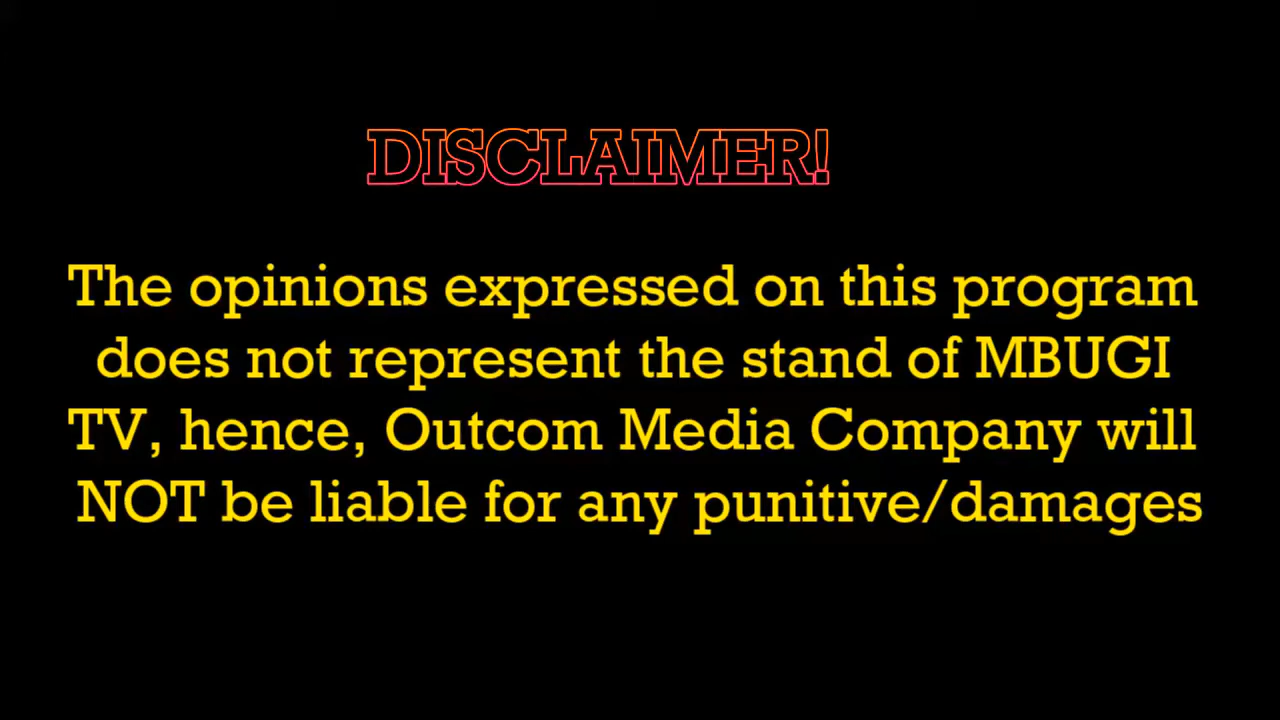 DISCLAIMER!
The opinions expressed on this program
does not represent the stand of MBUGI
TV, hence, Outcom Media Company will
NOT be liable for any punitive/damages